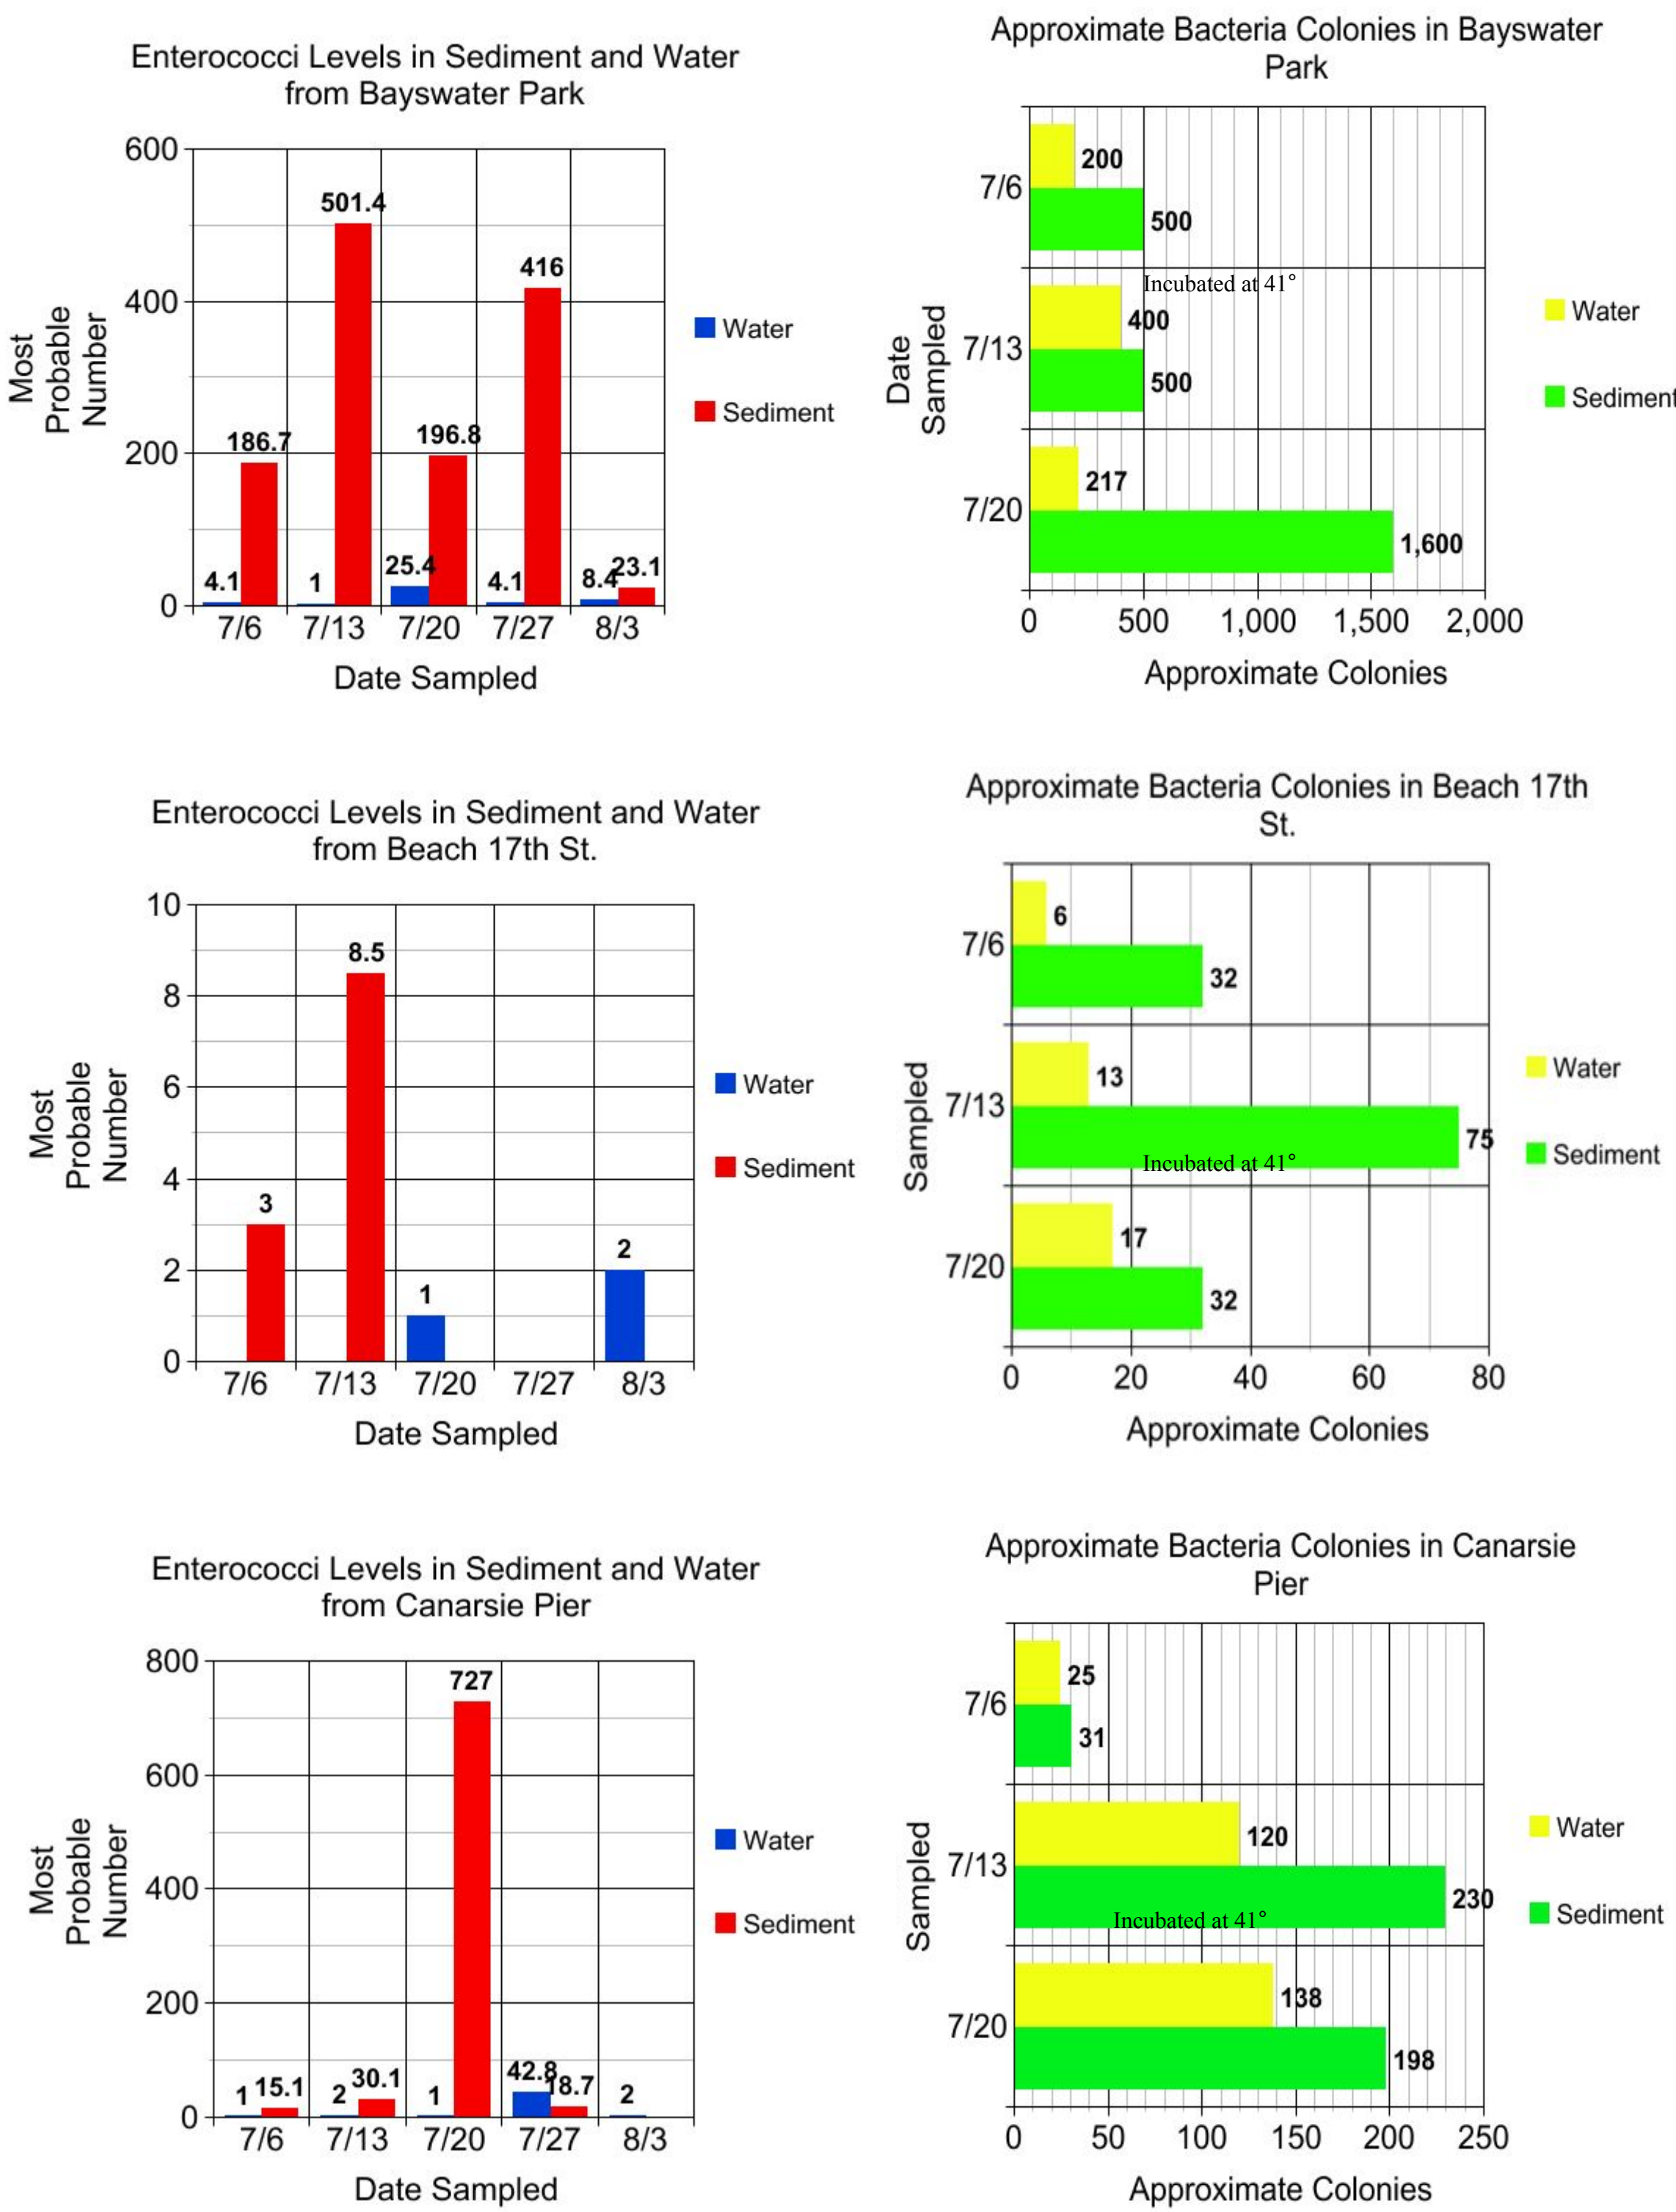 Enterococci Levels in Sediment and Water
from Bayswater Park
Most
Probable
Number
600
400
200
0
4.1
186.7
1
501.4
25.4
196.8
4.1
416
8.4
23.1
7/6
7/13
7/20
7/27
8/3
Date Sampled
Water
Sediment
Approximate Bacteria Colonies in Bayswater
Park
Date
Sampled
7/6
200
500
Incubated at 41°
7/13
400
500
7/20
217
1,600
0
500
1,000
1,500
2,000
Approximate Colonies
Water
Sediment
Enterococci Levels in Sediment and Water
from Beach 17th St.
Most
Probable
Number
10
8
6
4
2
0
3
8.5
1
2
7/6
7/13
7/20
7/27
8/3
Date Sampled
Water
Sediment
Approximate Bacteria Colonies in Beach 17th
St.
Sampled
7/6
6
32
7/13
13
75
Incubated at 41°
7/20
17
32
0
20
40
60
80
Approximate Colonies
Water
Sediment
Enterococci Levels in Sediment and Water
from Canarsie Pier
Most
Probable
Number
800
600
400
200
0
1
15.1
2
30.1
1
727
42.8
18.7
2
7/6
7/13
7/20
7/27
8/3
Date Sampled
Water
Sediment
Approximate Bacteria Colonies in Canarsie
Pier
Sampled
7/6
25
31
7/13
120
230
Incubated at 41°
7/20
138
198
0
50
100
150
200
250
Approximate Colonies
Water
Sediment